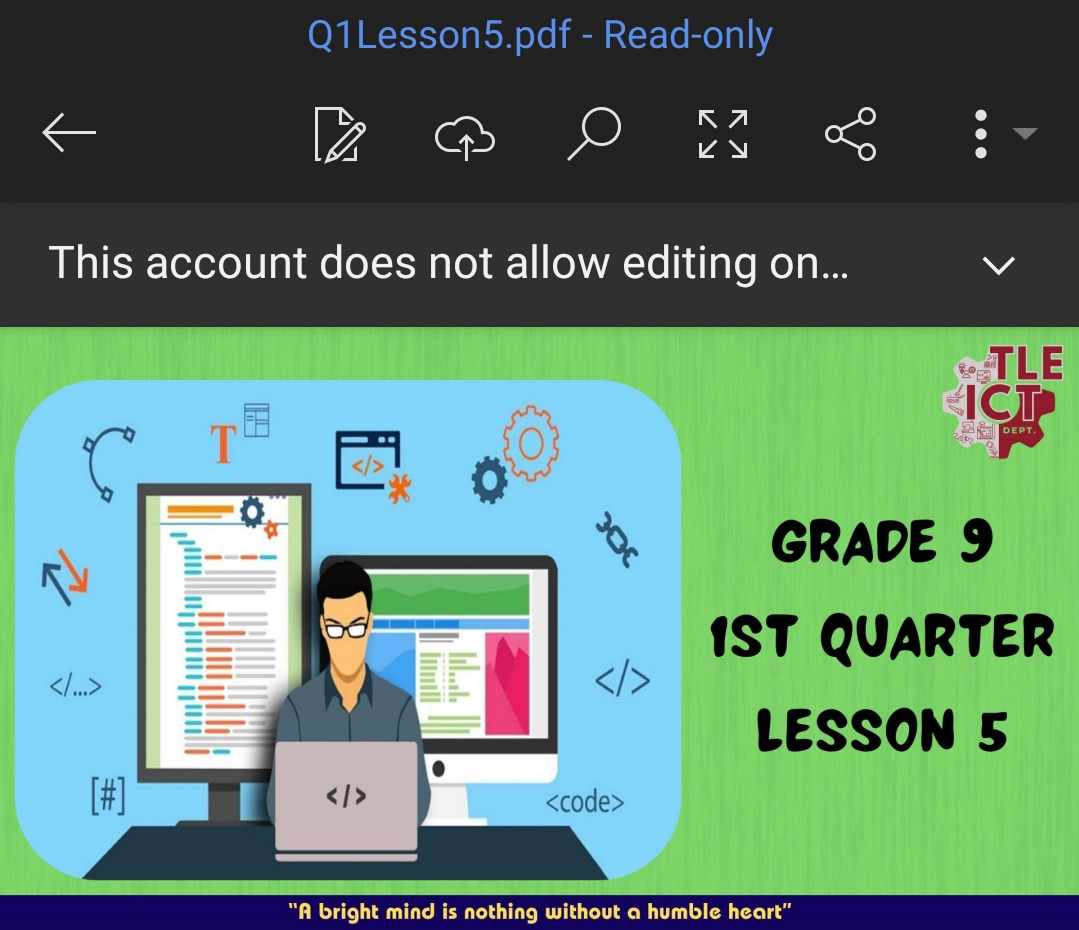 Q1Lesson5.pdf - Read-only
This account does not allow editing on...
TLE
ICT
DEPT.
T
</>
</...>
</>
[#]
</>
<code>
GRADE 9
1ST QUARTER
LESSON 5
"A bright mind is nothing without a humble heart"